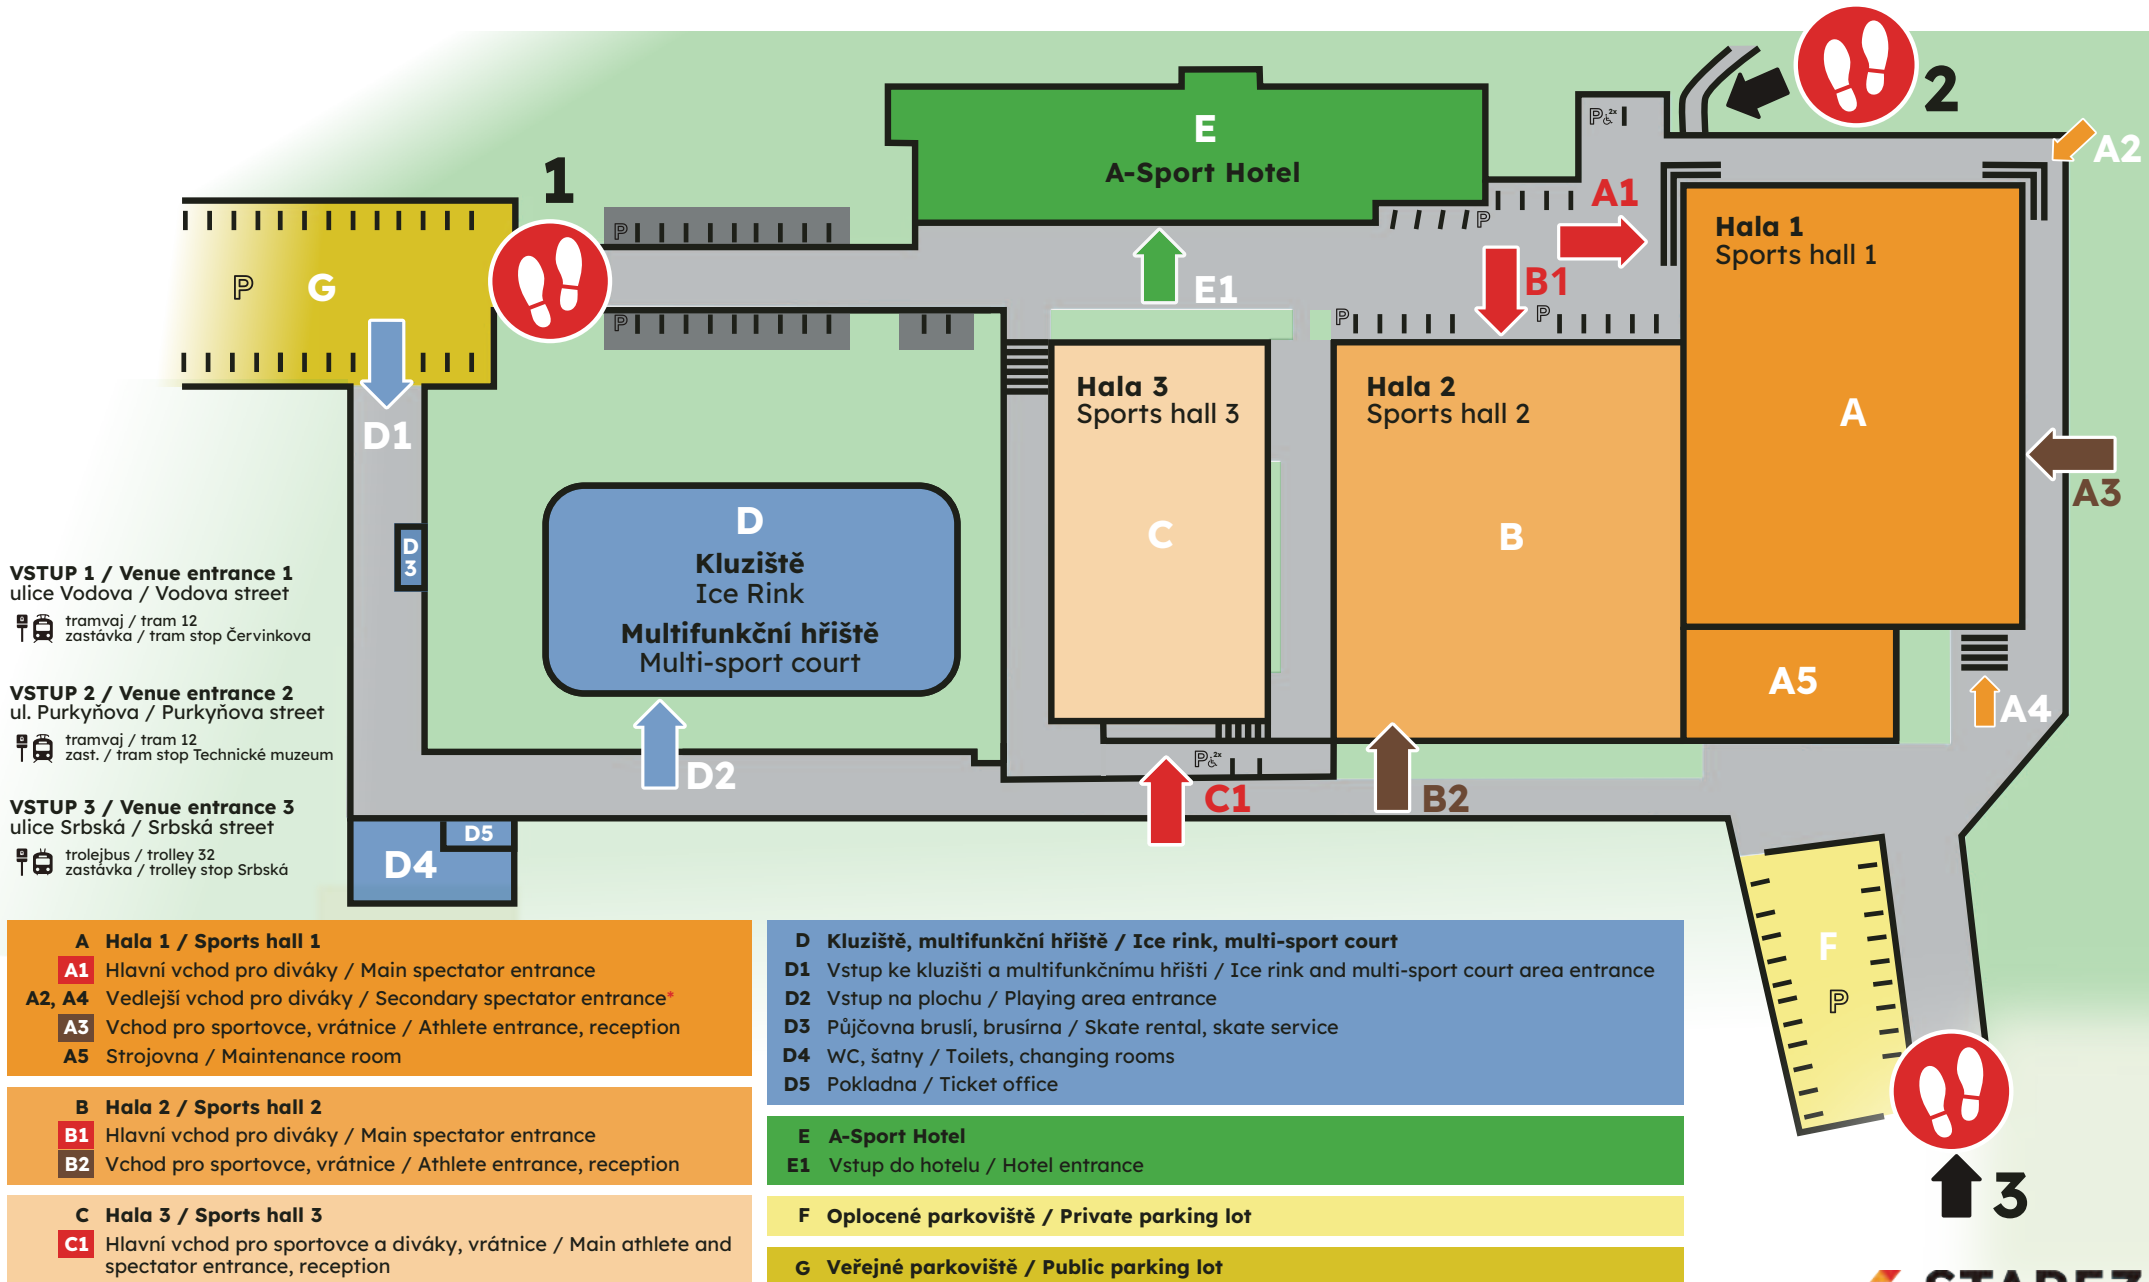 2
A2
E
A-Sport Hotel
P 2x
1
A1
Hala 1
Sports hall 1
P
P
P G
B1
E1
P
P
P
Hala 3
Sports hall 3
Hala 2
Sports hall 2
A
D1
A3
D
Kluziště
Ice Rink
Multifunkční hřiště
Multi-sport court
C
B
D
3
VSTUP 1 / Venue entrance 1
ulice Vodova / Vodova street
tramvaj / tram 12
zastávka / tram stop Červinkova
A5
A4
VSTUP 2 / Venue entrance 2
ul. Purkyňova / Purkyňova street
tramvaj / tram 12
zast. / tram stop Technické muzeum
P 2x
D2
C1
B2
VSTUP 3 / Venue entrance 3
ulice Srbská / Srbská street
trolejbus / trolley 32
zastávka / trolley stop Srbská
D5
D4
F
P
3
A Hala 1 / Sports hall 1
A1 Hlavní vchod pro diváky / Main spectator entrance
A2, A4 Vedlejší vchod pro diváky / Secondary spectator entrance*
A3 Vchod pro sportovce, vrátnice / Athlete entrance, reception
A5 Strojovna / Maintenance room
B Hala 2 / Sports hall 2
B1 Hlavní vchod pro diváky / Main spectator entrance
B2 Vchod pro sportovce, vrátnice / Athlete entrance, reception
C Hala 3 / Sports hall 3
C1 Hlavní vchod pro sportovce a diváky, vrátnice / Main athlete and
spectator entrance, reception
D Kluziště, multifunkční hřiště / Ice rink, multi-sport court
D1 Vstup ke kluzišti a multifunkčnímu hřišti / Ice rink and multi-sport court area entrance
D2 Vstup na plochu / Playing area entrance
D3 Půjčovna bruslí, brusírna / Skate rental, skate service
D4 WC, šatny / Toilets, changing rooms
D5 Pokladna / Ticket office
E A-Sport Hotel
E1 Vstup do hotelu / Hotel entrance
F Oplocené parkoviště / Private parking lot
G Veřejné parkoviště / Public parking lot